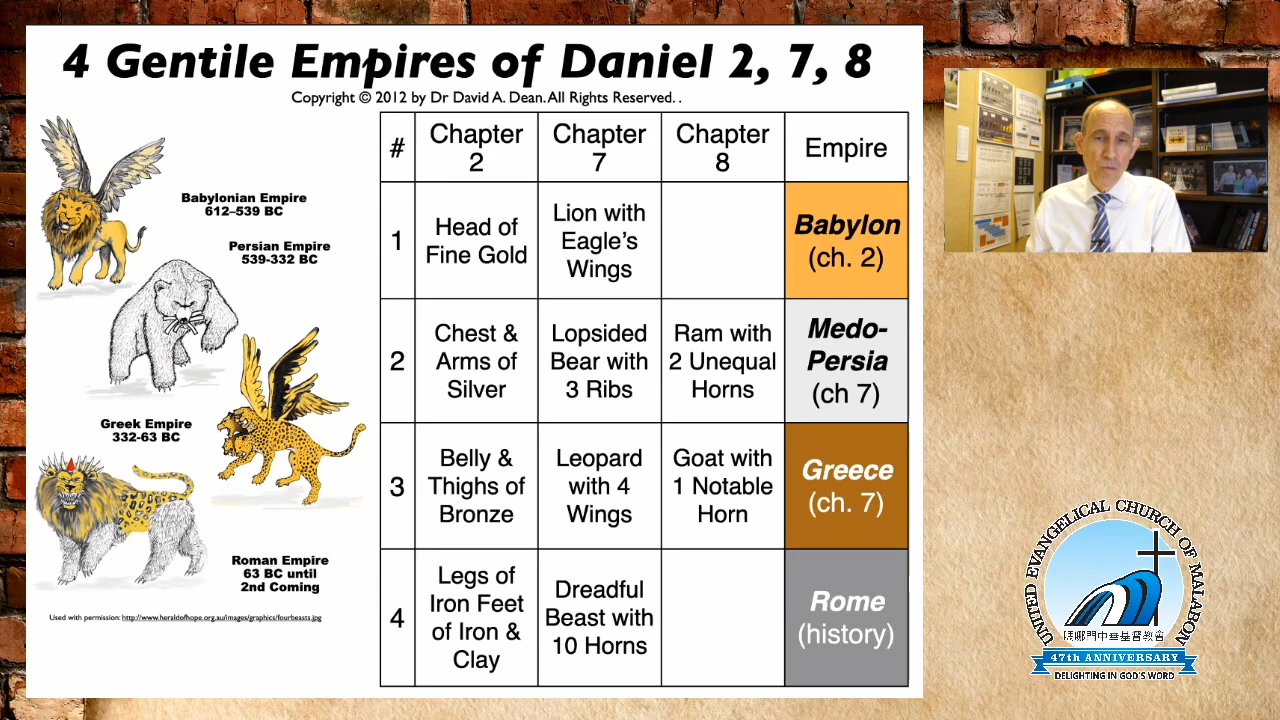 4 Gentile Empires of Daniel 2, 7, 8
Copyright © 2012 by Dr David A. Dean. All Rights Reserved. .
Babylonian Empire
612–539 BC
Persian Empire
539-332 BC
Greek Empire
332-63 BC
Roman Empire
63 BC until
2nd Coming
Used with permission: http://www.heraldofhope.org.au/images/graphics/fourbeasts.jpg
#
Chapter
2
Chapter
7
Chapter
8
Empire
1
Head of
Fine Gold
Lion with
Eagle’s
Wings
Babylon
(ch. 2)
2
Chest &
Arms of
Silver
Lopsided
Bear with
3 Ribs
Ram with
2 Unequal
Horns
Medo-
Persia
(ch 7)
3
Belly &
Thighs of
Bronze
Leopard
with 4
Wings
Goat with
1 Notable
Horn
Greece
(ch. 7)
4
Legs of
Iron Feet
of Iron &
Clay
Dreadful
Beast with
10 Horns
Rome
(history)
UNITED EVANGELICAL CHURCH OF MALABON
中華基督教會
47th ANNIVERSARY
DELIGHTING IN GOD'S WORD